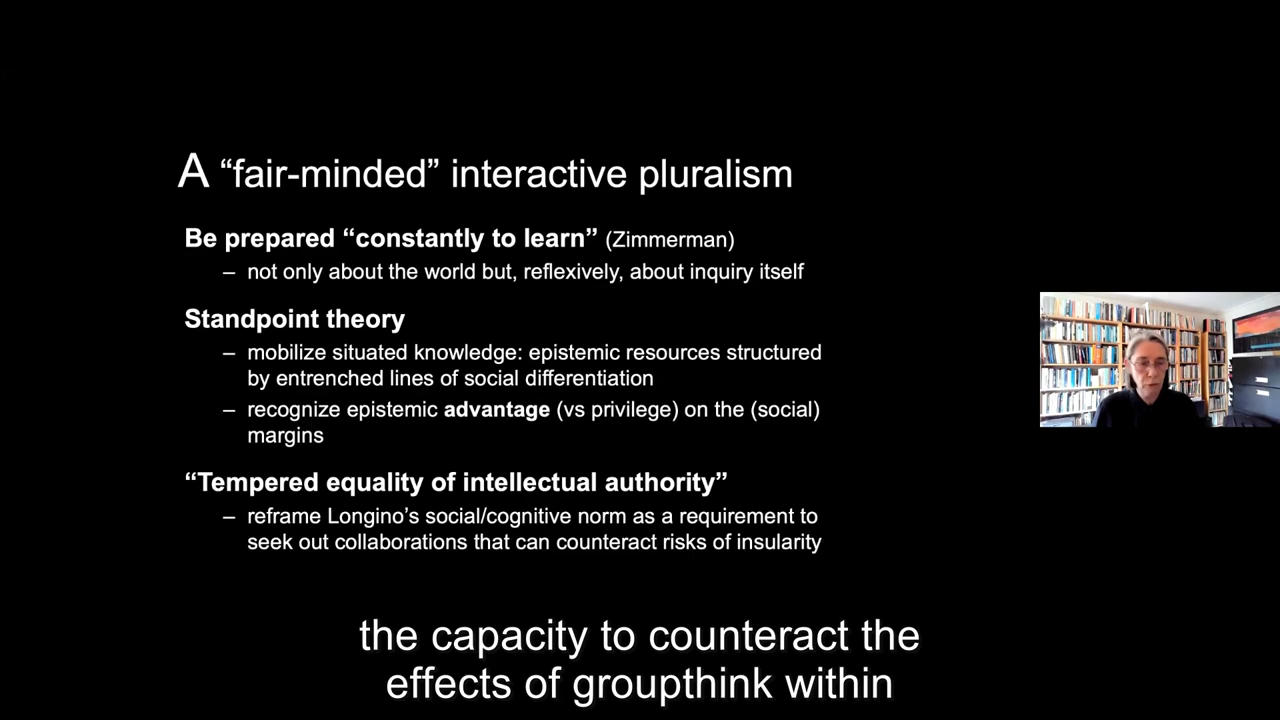 A “fair-minded” interactive pluralism
Be prepared “constantly to learn” (Zimmerman)
– not only about the world but, reflexively, about inquiry itself
Standpoint theory
– mobilize situated knowledge: epistemic resources structured
by entrenched lines of social differentiation
– recognize epistemic advantage (vs privilege) on the (social)
margins
“Tempered equality of intellectual authority”
– reframe Longino’s social/cognitive norm as a requirement to
seek out collaborations that can counteract risks of insularity
the capacity to counteract the
effects of groupthink within